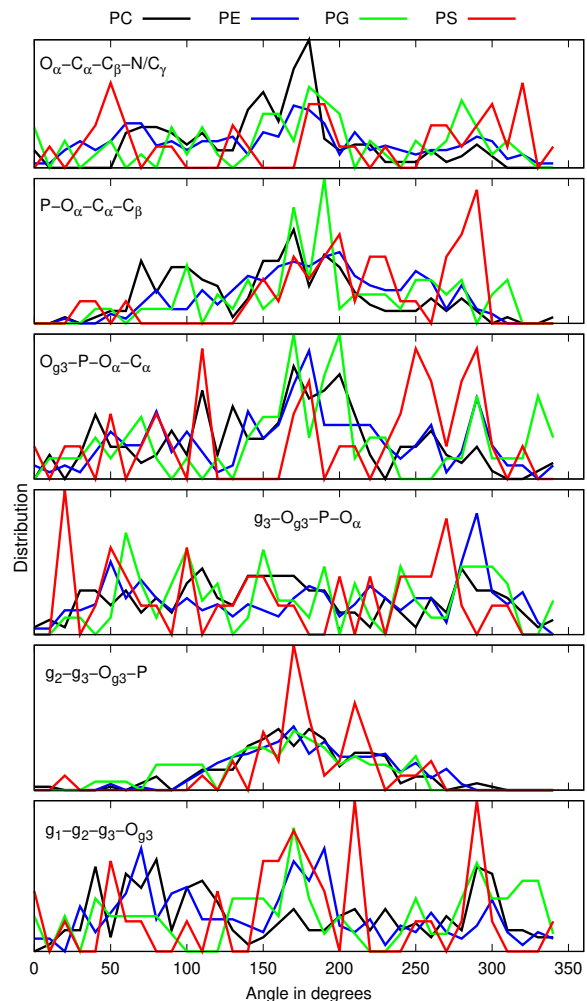 PC PE PG PS
Oα–Cα–Cβ–N/Cγ
P–Oα–Cα–Cβ
Og3–P–Oα–Cα
g3–Og3–P–Oα
g2–g3–Og3–P
g1–g2–g3–Og3
Distribution
0 50 100 150 200 250 300 350
Angle in degrees